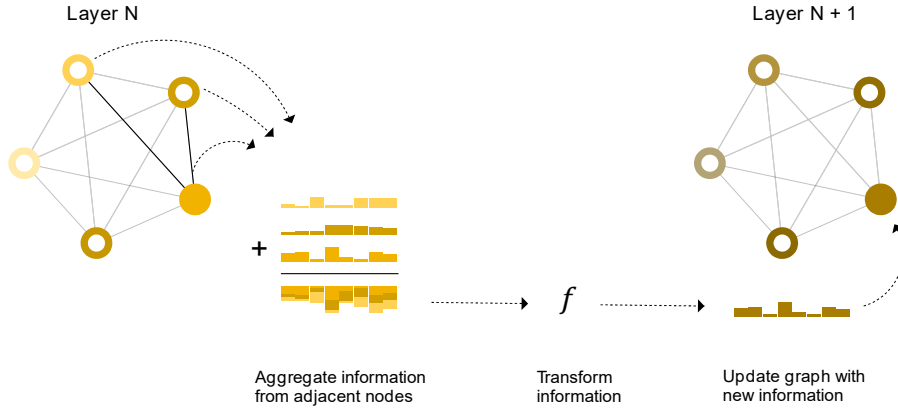 Layer N
Layer N + 1
+
f
Aggregate information
from adjacent nodes
Transform
information
Update graph with
new information